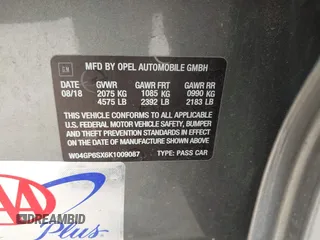 GM
MFD BY OPEL AUTOMOBILE GMBH
DATE GVWR GAWR FRT GAWR RR
08/18 2075 KG 1085 KG 0990 KG
4575 LB 2392 LB 2183 LB
THIS VEHICLE CONFORMS TO ALL APPLICABLE
U.S. FEDERAL MOTOR VEHICLE SAFETY, BUMPER
AND THEFT PREVENTION STANDARDS IN
EFFECT ON THE DATE OF MANUFACTURE
SHOWN ABOVE.
W04GP6SX6K1009087 TYPE: PASS CAR
Plus
DREAMBID